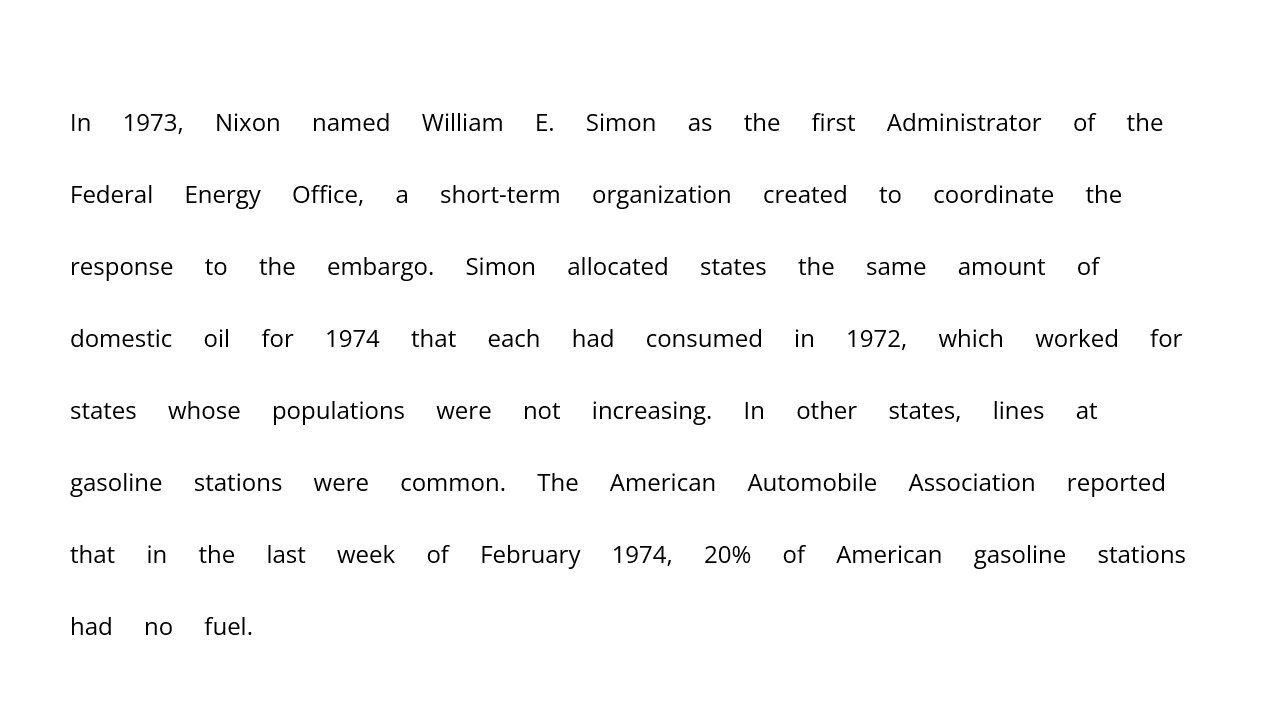 In 1973, Nixon named William E. Simon as the first Administrator of the
Federal Energy Office, a short-term organization created to coordinate the
response to the embargo. Simon allocated states the same amount of
domestic oil for 1974 that each had consumed in 1972, which worked for
states whose populations were not increasing. In other states, lines at
gasoline stations were common. The American Automobile Association reported
that in the last week of February 1974, 20% of American gasoline stations
had no fuel.